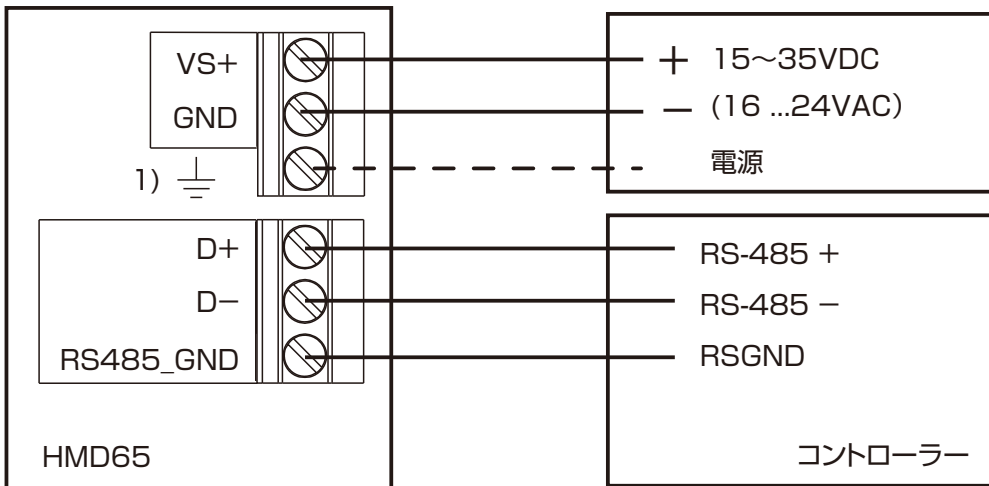 VS+
GND
1)
+ 15～35VDC
− (16 ...24VAC)
電源
D+
D−
RS485_GND
HMD65
RS-485 +
RS-485 −
RSGND
コントローラー